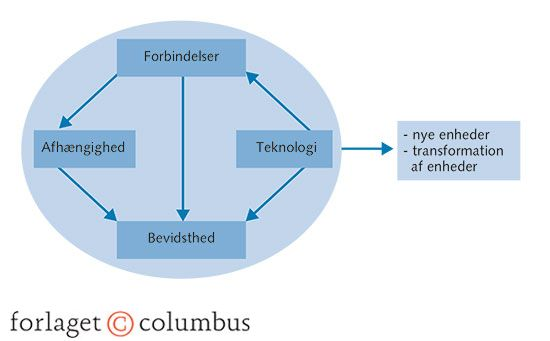 Forbindelser
Afhængighed
Teknologi
Bevidsthed
- nye enheder
- transformation
af enheder
forlaget © columbus